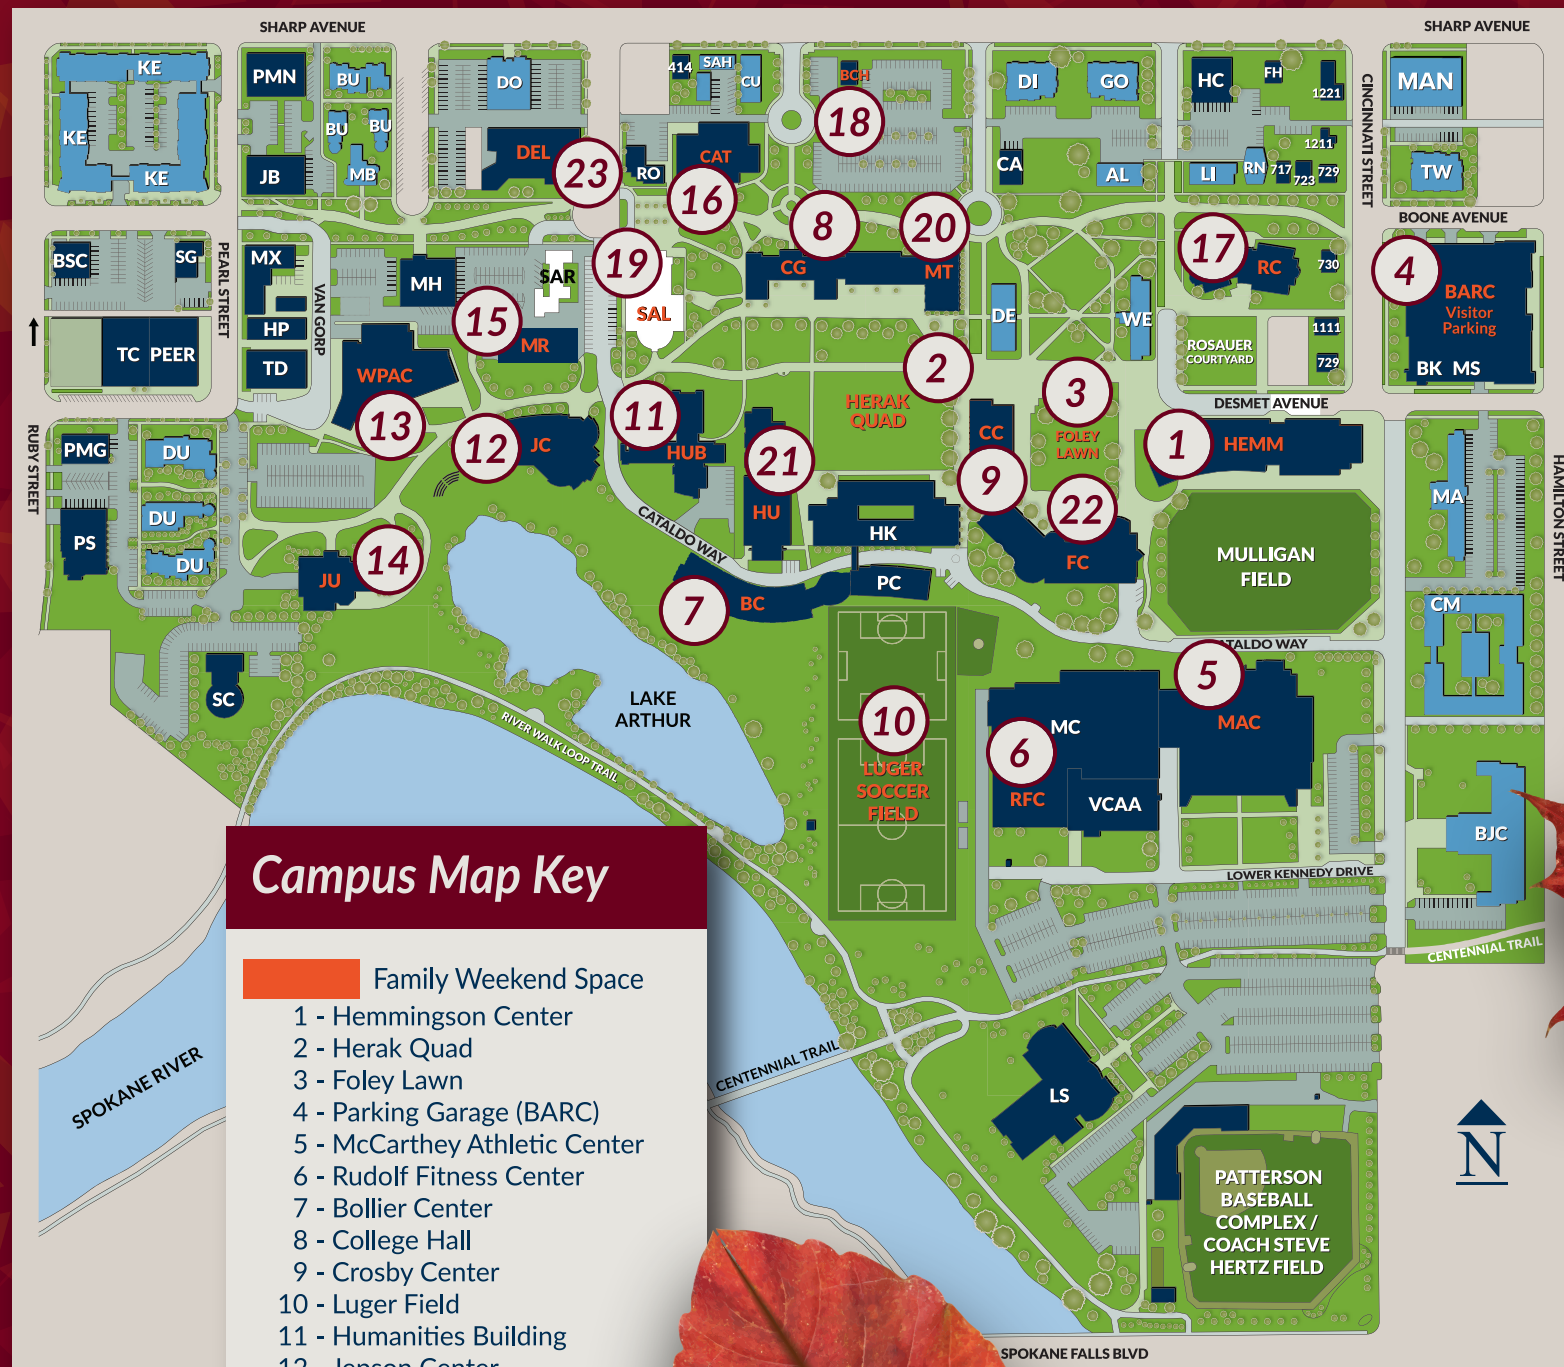 SHARP AVENUE
SHARP AVENUE
KE
KE
KE
PMN
BU
BU
BU
JB
MB
DO
DEL
23
414
SAH
CU
RO
CAT
16
BCH
18
DI
GO
CA
AL
HC
FH
1221
1211
LI
RN
717
723
729
CINCINNATI STREET
MAN
TW
BOONE AVENUE
BSC
SG
PEARL STREET
MX
HP
TD
VAN GORP
MH
15
SAR
MR
19
SAL
8
CG
20
MT
DE
WE
17
RC
730
1111
729
ROSAUER
COURTYARD
4
BARC
Visitor
Parking
BK MS
TC PEER
WPAC
13
12
JC
11
HUB
21
HU
2
HERAK
QUAD
3
FOLEY
LAWN
CC
9
22
FC
DESMET AVENUE
1
HEMM
RUBY STREET
PMG
PS
DU
DU
DU
JU
14
SC
CATALDO WAY
HK
PC
7
BC
MULLIGAN
FIELD
MA
HAMILTON STREET
CM
TALDO WAY
5
MAC
6
MC
RFC
VCAA
10
LUGER
SOCCER
FIELD
LAKE
ARTHUR
RIVER WALK LOOP TRAIL
BJC
LOWER KENNEDY DRIVE
CENTENNIAL TRAIL
CENTENNIAL TRAIL
LS
SPOKANE RIVER
N
PATTERSON
BASEBALL
COMPLEX /
COACH STEVE
HERTZ FIELD
SPOKANE FALLS BLVD
Campus Map Key
Family Weekend Space
1 - Hemmingson Center
2 - Herak Quad
3 - Foley Lawn
4 - Parking Garage (BARC)
5 - McCarthey Athletic Center
6 - Rudolf Fitness Center
7 - Bollier Center
8 - College Hall
9 - Crosby Center
10 - Luger Field
11 - Humanities Building
12 - Jepson Center